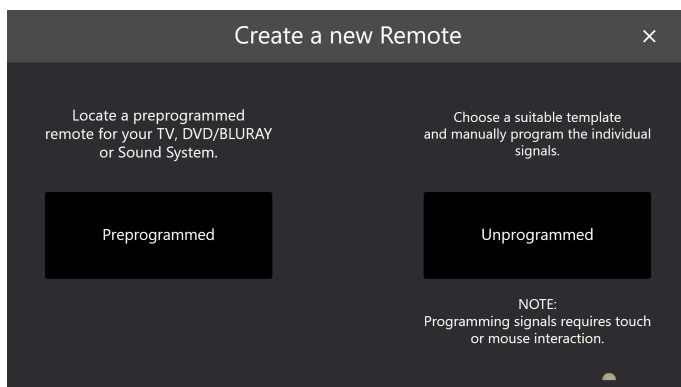 Create a new Remote
Locate a preprogrammed
remote for your TV, DVD/BLURAY
or Sound System.
Preprogrammed
Choose a suitable template
and manually program the individual
signals.
Unprogrammed
NOTE:
Programming signals requires touch
or mouse interaction.